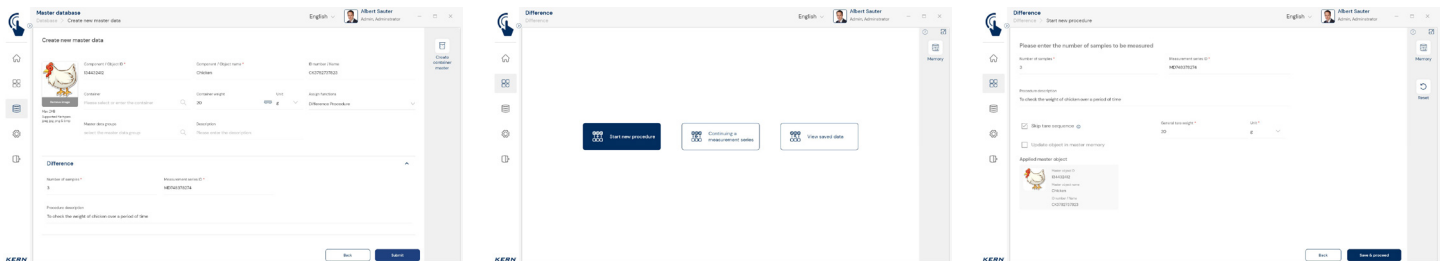 Master database
Database > Create new master data
English
Albert Sauter
Admin, Administrator
Create new master data
Create container master
Component / Object ID *
Component / Object name *
ID number / Name
Chicken
Container
Container weight
Unit
Assign Functions
Please select or enter the container
20
g
Difference Procedure
Remove image
Master data groups
Description
Enter the master data group
Please enter the description
Difference
Number of samples *
Measurement series ID *
3
Procedure description
To check the weight of chicken over a period of time
Back
Submit
KERN
Difference
Difference
English
Albert Sauter
Admin, Administrator
Memory
Start new procedure
Continuing a measurement series
View saved data
KERN
Difference
Difference > Start new procedure
English
Albert Sauter
Admin, Administrator
Memory
Reset
Please enter the number of samples to be measured
Number of samples *
Measurement series ID *
Procedure description
To check the weight of chicken over a period of time
Skip tare sequence
General tare weight *
Unit *
20
g
Update object in master memory
Applied master object
Chicken
Back
Save & proceed
KERN